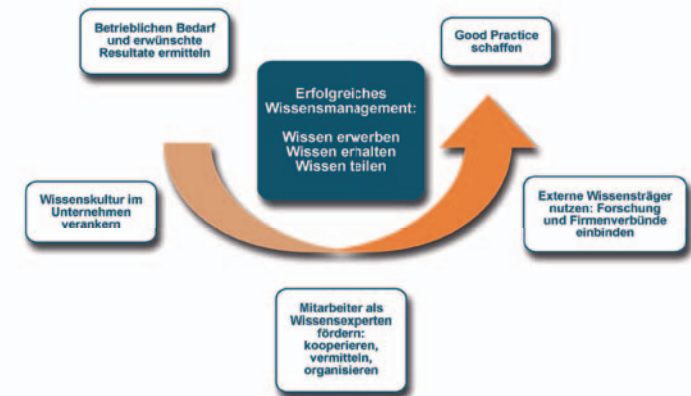 Betrieblichen Bedarf
und erwünschte
Resultate ermitteln
Good Practice
schaffen
Erfolgreiches
Wissensmanagement:
Wissen erwerben
Wissen erhalten
Wissen teilen
Wissenskultur im
Unternehmen
verankern
Externe Wissensträger
nutzen: Forschung
und Firmenverbünde
einbinden
Mitarbeiter als
Wissensexperten
fördern:
kooperieren,
vermitteln,
organisieren